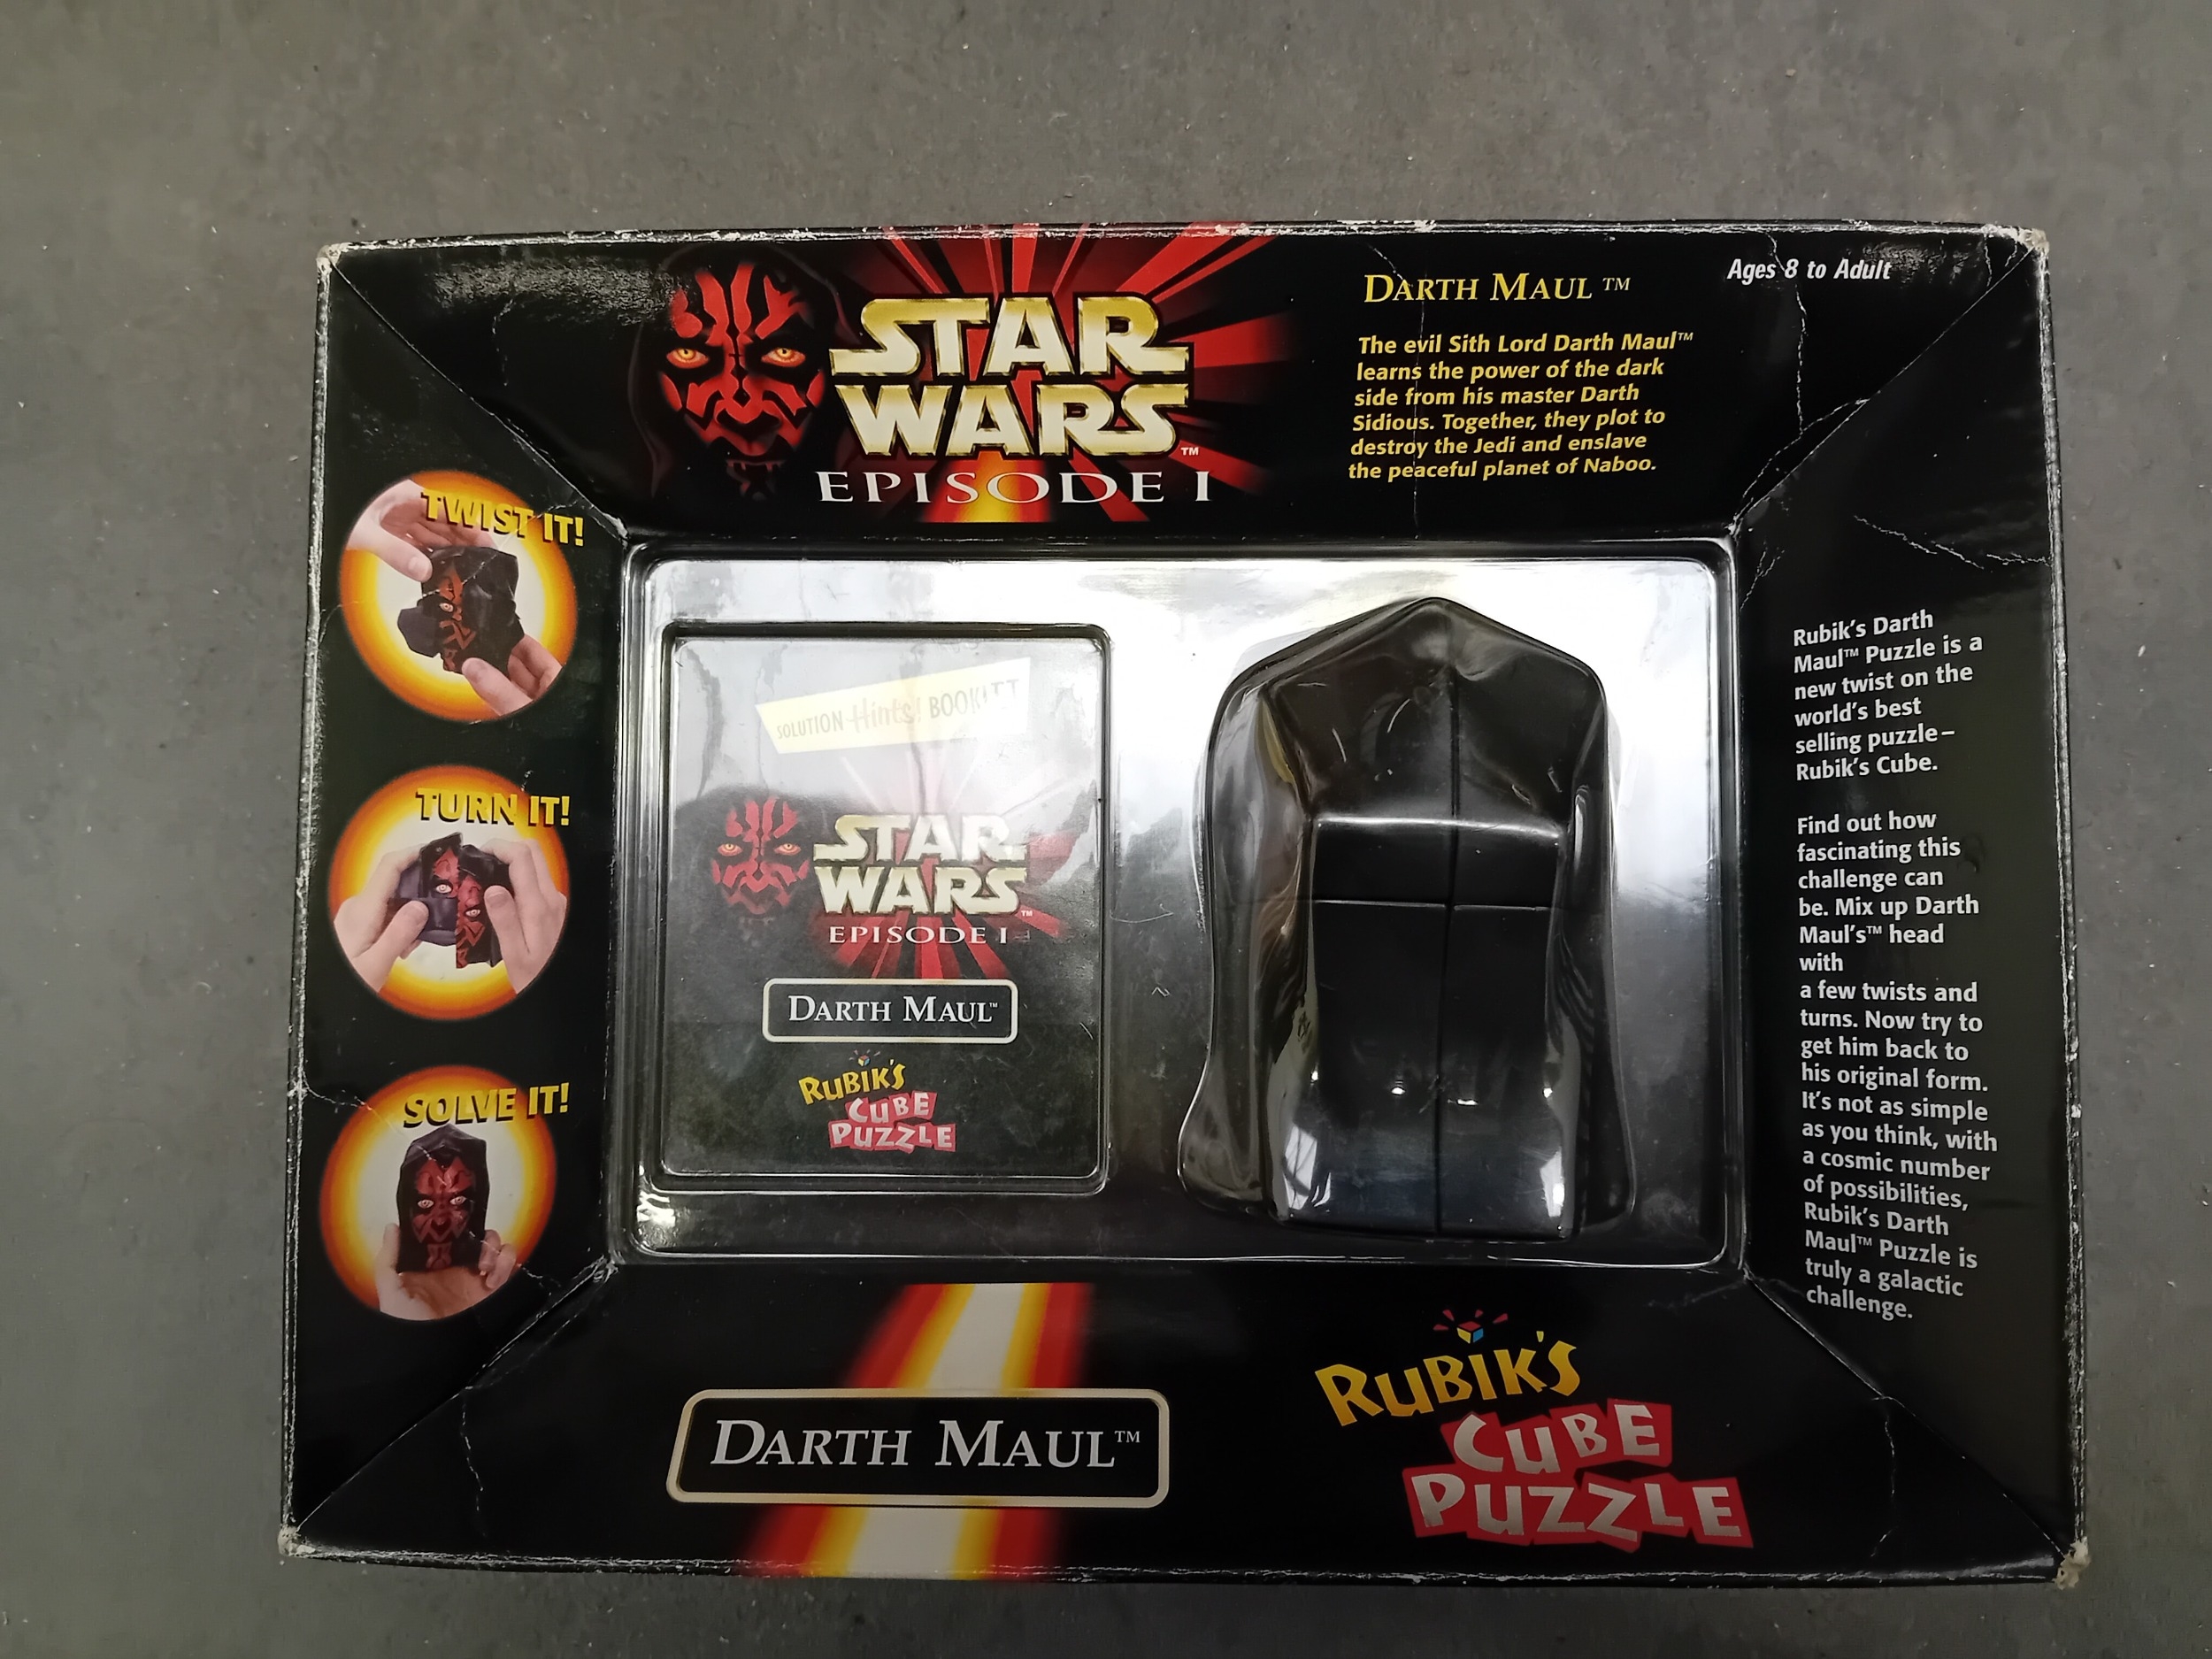 STAR
WARS™
EPISODE I
DARTH MAUL™
The evil Sith Lord Darth Maul™
learns the power of the dark
side from his master Darth
Sidious. Together, they plot to
destroy the Jedi and enslave
the peaceful planet of Naboo.
Ages 8 to Adult
TWIST IT!
TURN IT!
SOLVE IT!
SOLUTION Hints! BOOKLET
STAR
WARS™
EPISODE I
DARTH MAUL™
RUBIK'S
CUBE
PUZZLE
Rubik's Darth
Maul™ Puzzle is a
new twist on the
world's best
selling puzzle–
Rubik's Cube.
Find out how
fascinating this
challenge can
be. Mix up Darth
Maul's™ head
with
a few twists and
turns. Now try to
get him back to
his original form.
It's not as simple
as you think, with
a cosmic number
of possibilities,
Rubik's Darth
Maul™ Puzzle is
truly a galactic
challenge.
DARTH MAUL™
RUBIK'S
CUBE
PUZZLE